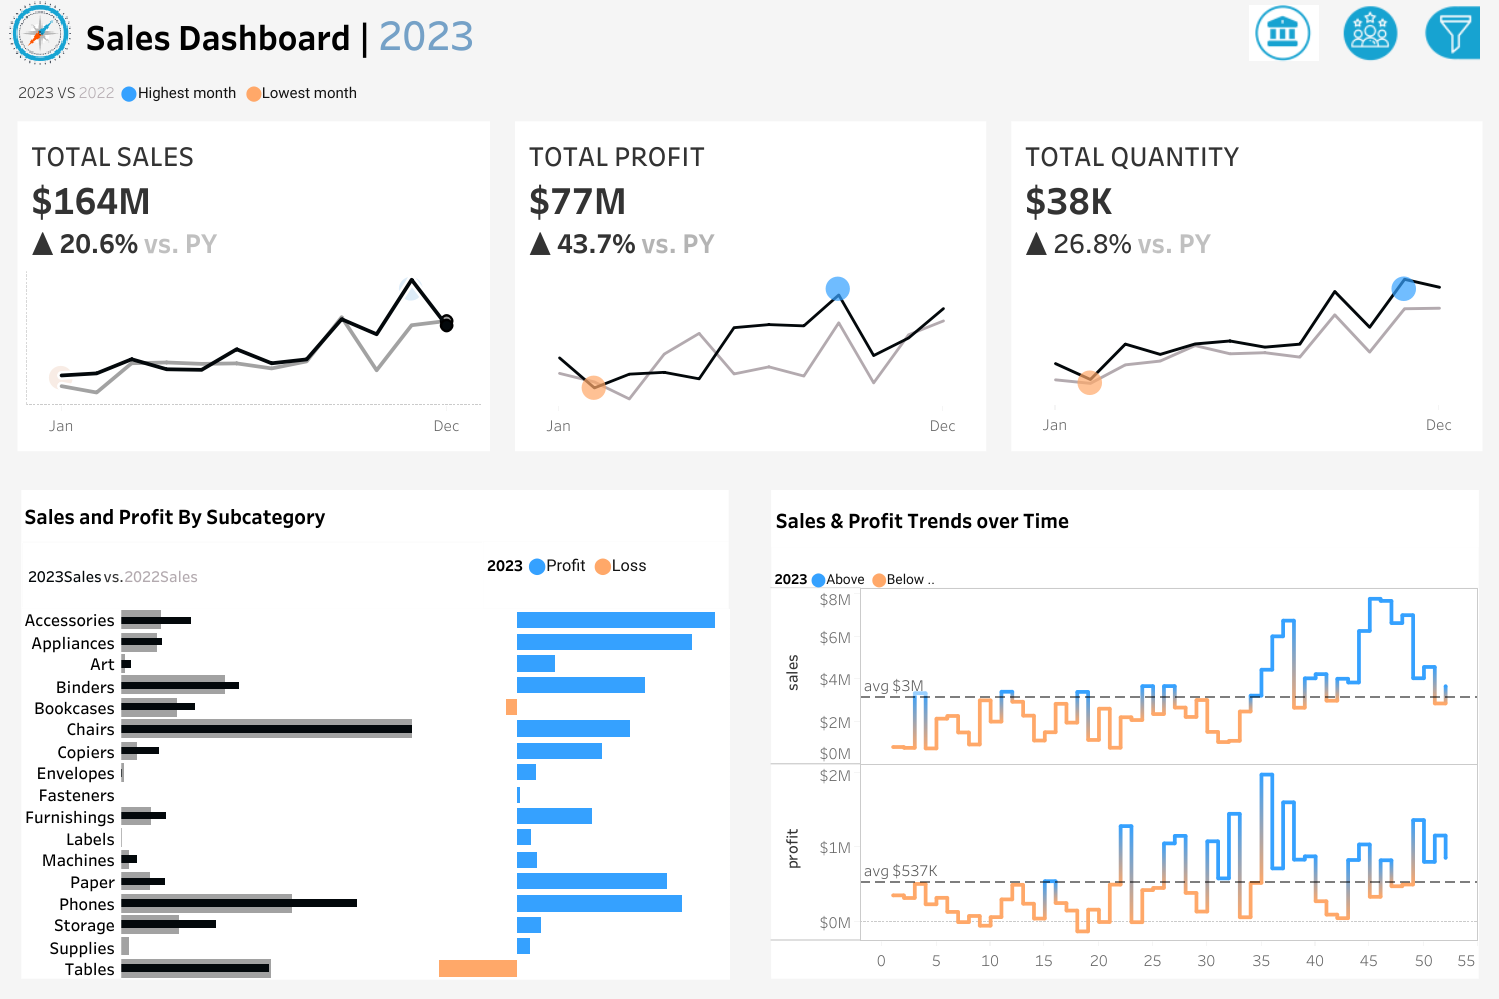 Sales Dashboard | 2023
2023 VS 2022 Highest month Lowest month
TOTAL SALES
$164M
▲ 20.6% vs. PY
Jan Dec
TOTAL PROFIT
$77M
▲ 43.7% vs. PY
Jan Dec
TOTAL QUANTITY
$38K
▲ 26.8% vs. PY
Jan Dec
Sales and Profit By Subcategory
2023 Profit Loss
2023Sales vs. 2022Sales
Accessories
Appliances
Art
Binders
Bookcases
Chairs
Copiers
Envelopes
Fasteners
Furnishings
Labels
Machines
Paper
Phones
Storage
Supplies
Tables
Sales & Profit Trends over Time
2023 Above Below ..
sales
$8M
$6M
$4M
avg $3M
$2M
$0M
profit
$2M
$1M
avg $537K
$0M
0 5 10 15 20 25 30 35 40 45 50 55